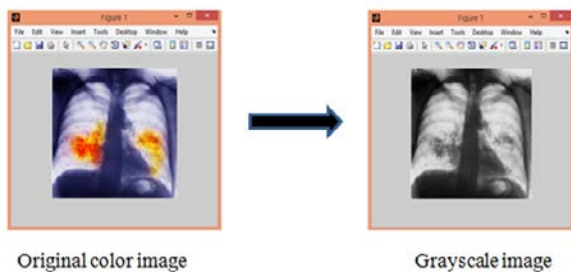 Figure 1
File Edit View Insert Tools Desktop Window Help
Figure 1
File Edit View Insert Tools Desktop Window Help
Original color image
Grayscale image